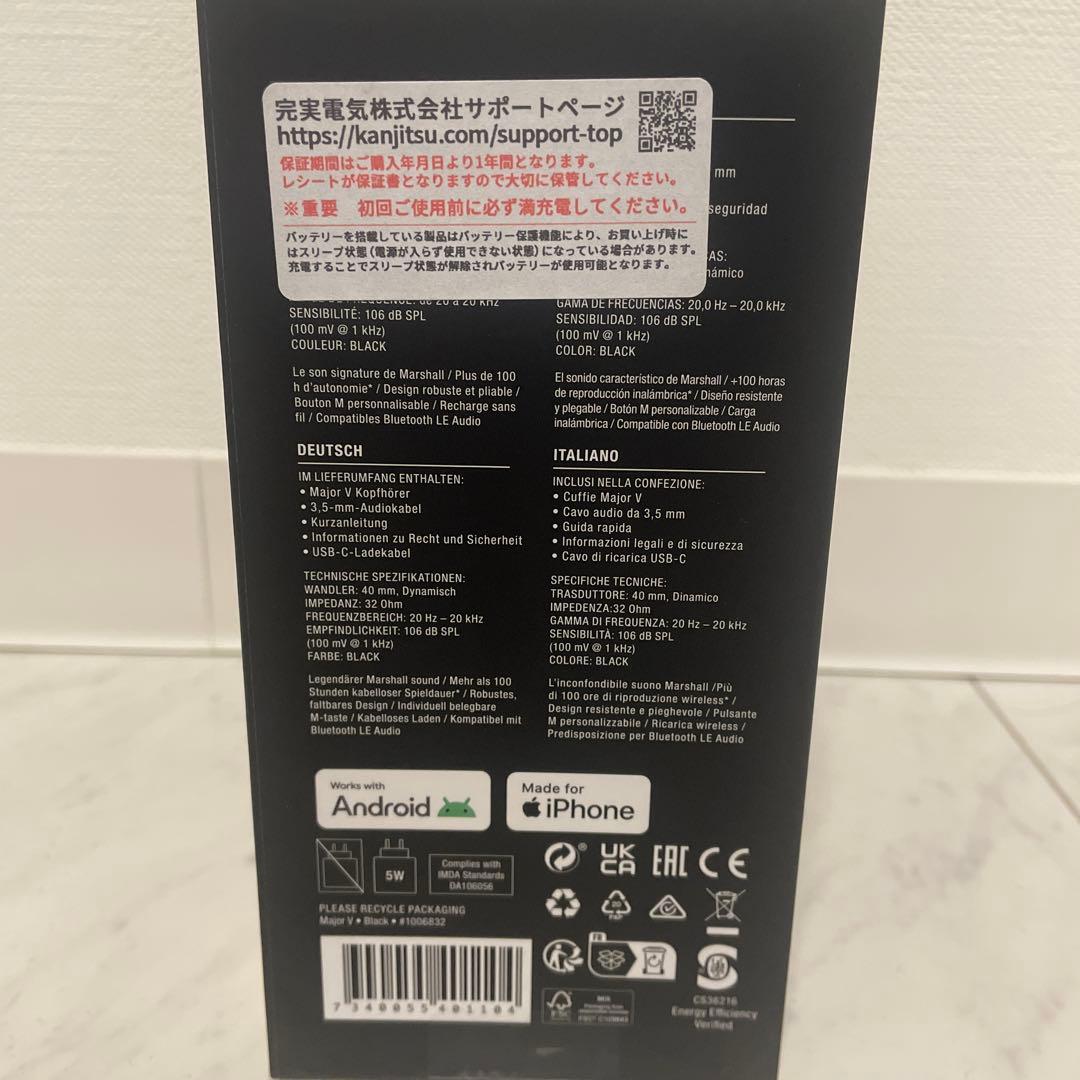 完実電気株式会社サポートページ
https://kanjitsu.com/support-top
保証期間はご購入年月日より1年間となります。
レシートが保証書となりますので大切に保管してください。
※重要 初回ご使用前に必ず満充電してください。
バッテリーを搭載している製品はバッテリー保護機能により、お買い上げ時に
はスリープ状態(電源が入らず使用できない状態)になっている場合があります。
充電することでスリープ状態が解除されバッテリーが使用可能となります。
mm
seguridad
CAS:
námico
de 20 à 20 kHz
SENSIBILITÉ: 106 dB SPL
(100 mV @ 1 kHz)
COULEUR: BLACK
Le son signature de Marshall / Plus de 100
h d'autonomie* / Design robuste et pliable /
Bouton M personnalisable / Recharge sans
fil / Compatibles Bluetooth LE Audio
GAMA DE FRECUENCIAS: 20,0 Hz – 20,0 kHz
SENSIBILIDAD: 106 dB SPL
(100 mV @ 1 kHz)
COLOR: BLACK
El sonido característico de Marshall / +100 horas
de reproducción inalámbrica* / Diseño resistente
y plegable / Botón M personalizable / Carga
inalámbrica / Compatible con Bluetooth LE Audio
DEUTSCH
IM LIEFERUMFANG ENTHALTEN:
• Major V Kopfhörer
• 3,5-mm-Audiokabel
• Kurzanleitung
• Informationen zu Recht und Sicherheit
• USB-C-Ladekabel
TECHNISCHE SPEZIFIKATIONEN:
WANDLER: 40 mm, Dynamisch
IMPEDANZ: 32 Ohm
FREQUENZBEREICH: 20 Hz – 20 kHz
EMPFINDLICHKEIT: 106 dB SPL
(100 mV @ 1 kHz)
FARBE: BLACK
Legendärer Marshall sound / Mehr als 100
Stunden kabelloser Spieldauer* / Robustes,
faltbares Design / Individuell belegbare
M-taste / Kabelloses Laden / Kompatibel mit
Bluetooth LE Audio
ITALIANO
INCLUSI NELLA CONFEZIONE:
• Cuffie Major V
• Cavo audio da 3,5 mm
• Guida rapida
• Informazioni legali e di sicurezza
• Cavo di ricarica USB-C
SPECIFICHE TECNICHE:
TRASDUTTORE: 40 mm, Dinamico
IMPEDENZA:32 Ohm
GAMMA DI FREQUENZA: 20 Hz – 20 kHz
SENSIBILITÀ: 106 dB SPL
(100 mV @ 1 kHz)
COLORE: BLACK
L'inconfondibile suono Marshall /Più
di 100 ore di riproduzione wireless* /
Design resistente e pieghevole / Pulsante
M personalizzabile / Ricarica wireless /
Predisposizione per Bluetooth LE Audio
Works with
Android
Made for
iPhone
5W
Complies with
IMDA Standards
DA106056
UK
CA
EAC
CE
PLEASE RECYCLE PACKAGING
Major V • Black • #1006832
20
PAP
FR
7 340055 401104
FSC
MIX
CS36216
Energy Efficiency
Verified